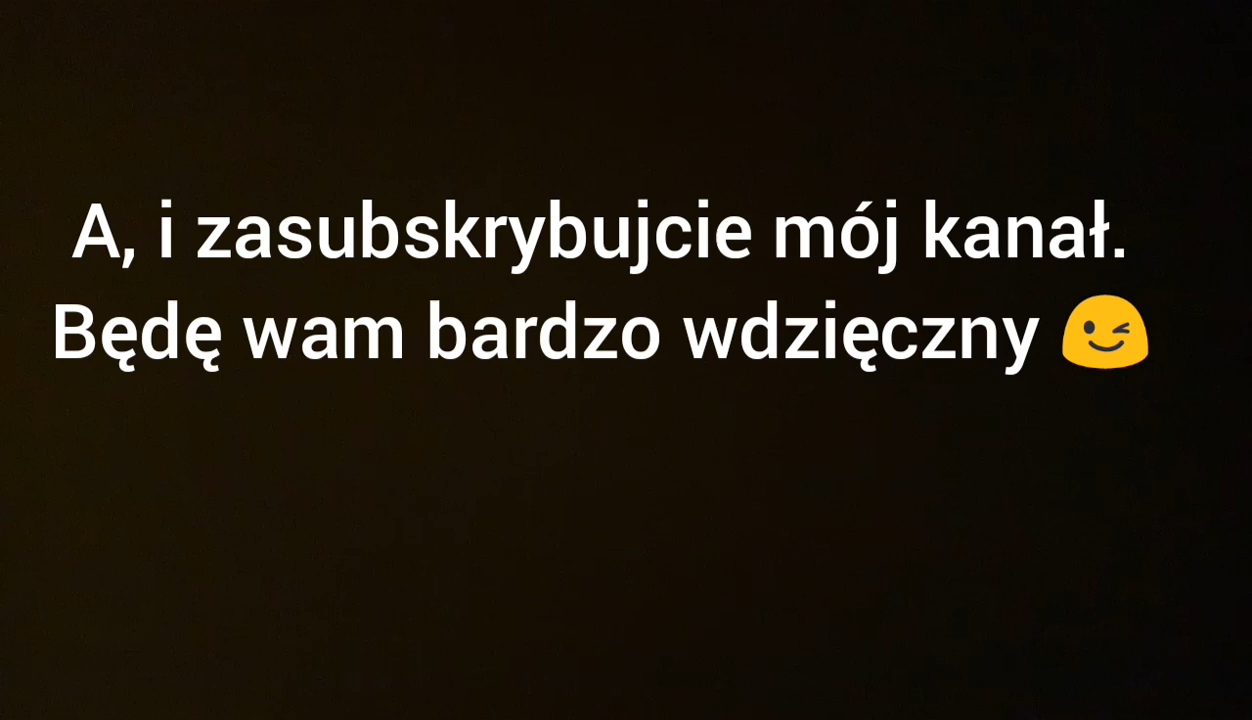 A, i zasubskrybujcie mój kanał.
Będę wam bardzo wdzięczny 😉